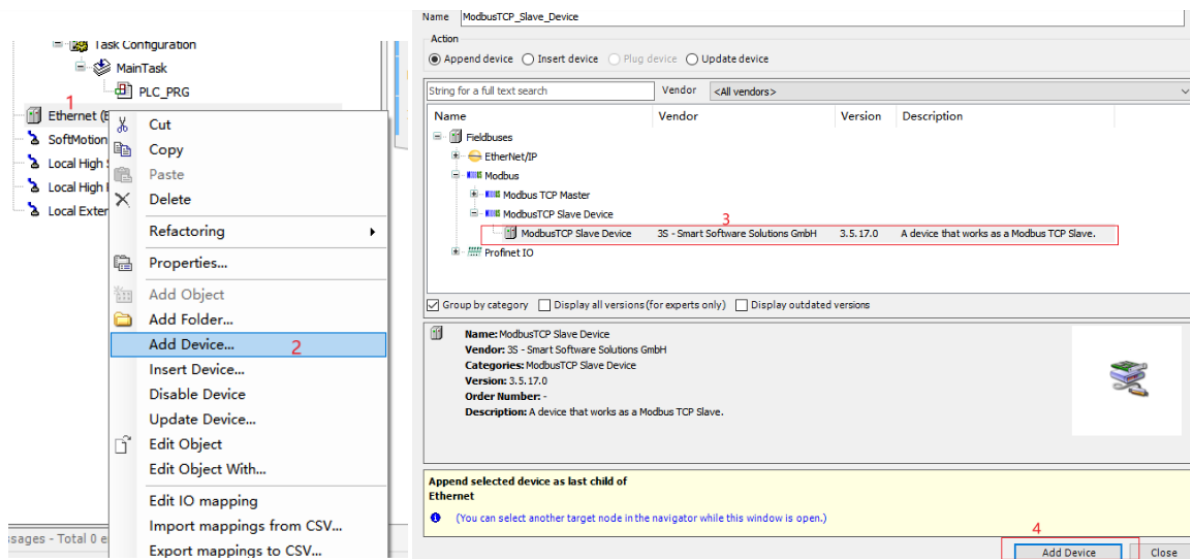 Task Configuration
MainTask
PLC_PRG
1
Ethernet (E
SoftMotion
Local High
Local High
Local Exter
Cut
Copy
Paste
Delete
Refactoring
Properties...
Add Object
Add Folder...
Add Device... 2
Insert Device...
Disable Device
Update Device...
Edit Object
Edit Object With...
Edit IO mapping
Import mappings from CSV...
Export mappings to CSV...
ssages - Total 0 e
Name ModbusTCP_Slave_Device
Action
Append device Insert device Plug device Update device
String for a full text search Vendor <All vendors>
Name Vendor Version Description
Fieldbuses
EtherNet/IP
Modbus
Modbus TCP Master
ModbusTCP Slave Device
3
ModbusTCP Slave Device 3S - Smart Software Solutions GmbH 3.5.17.0 A device that works as a Modbus TCP Slave.
Profinet IO
Group by category Display all versions (for experts only) Display outdated versions
Name: ModbusTCP Slave Device
Vendor: 3S - Smart Software Solutions GmbH
Categories: ModbusTCP Slave Device
Version: 3.5.17.0
Order Number: -
Description: A device that works as a Modbus TCP Slave.
Append selected device as last child of
Ethernet
(You can select another target node in the navigator while this window is open.)
4
Add Device Close